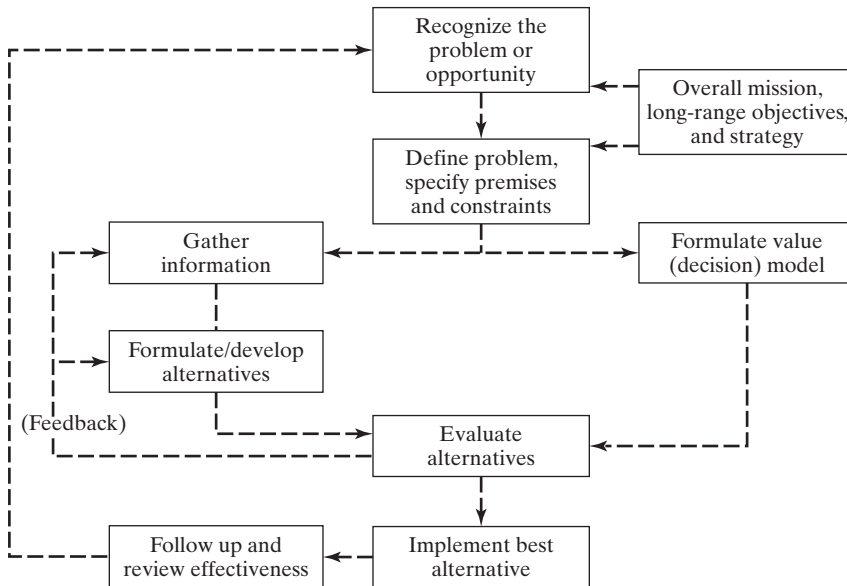 Recognize the
problem or
opportunity
Overall mission,
long-range objectives,
and strategy
Define problem,
specify premises
and constraints
Gather
information
Formulate value
(decision) model
Formulate/develop
alternatives
(Feedback)
Evaluate
alternatives
Follow up and
review effectiveness
Implement best
alternative